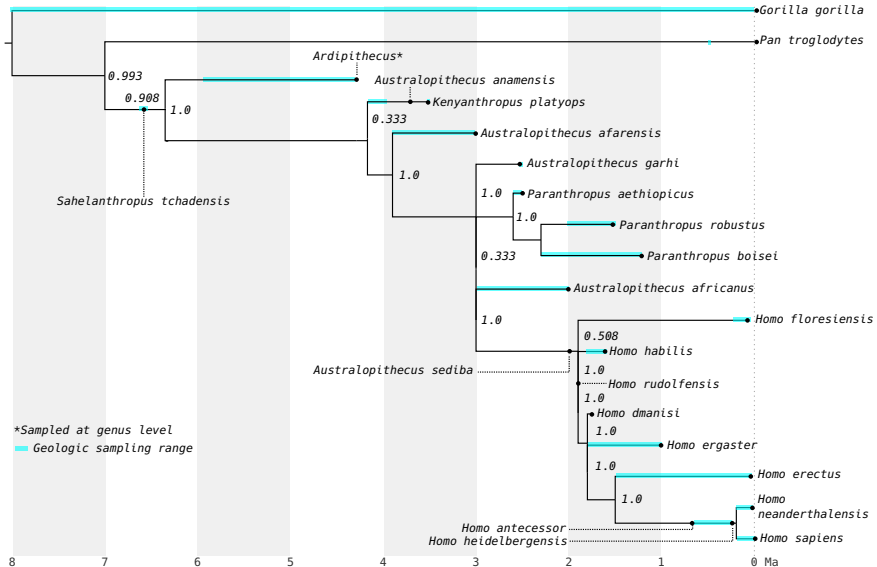 Gorilla gorilla
Pan troglodytes
Ardipithecus*
Australopithecus anamensis
0.993
0.908
1.0
Kenyanthropus platyops
0.333
Australopithecus afarensis
Australopithecus garhi
1.0
1.0
Paranthropus aethiopicus
Sahelanthropus tchadensis
1.0
Paranthropus robustus
0.333
Paranthropus boisei
Australopithecus africanus
1.0
Homo floresiensis
0.508
Homo habilis
Australopithecus sediba
1.0
Homo rudolfensis
1.0
Homo dmanisi
*Sampled at genus level
1.0
Geologic sampling range
Homo ergaster
1.0
Homo erectus
1.0
Homo
neanderthalensis
Homo antecessor
Homo heidelbergensis
Homo sapiens
8 7 6 5 4 3 2 1 0 Ma